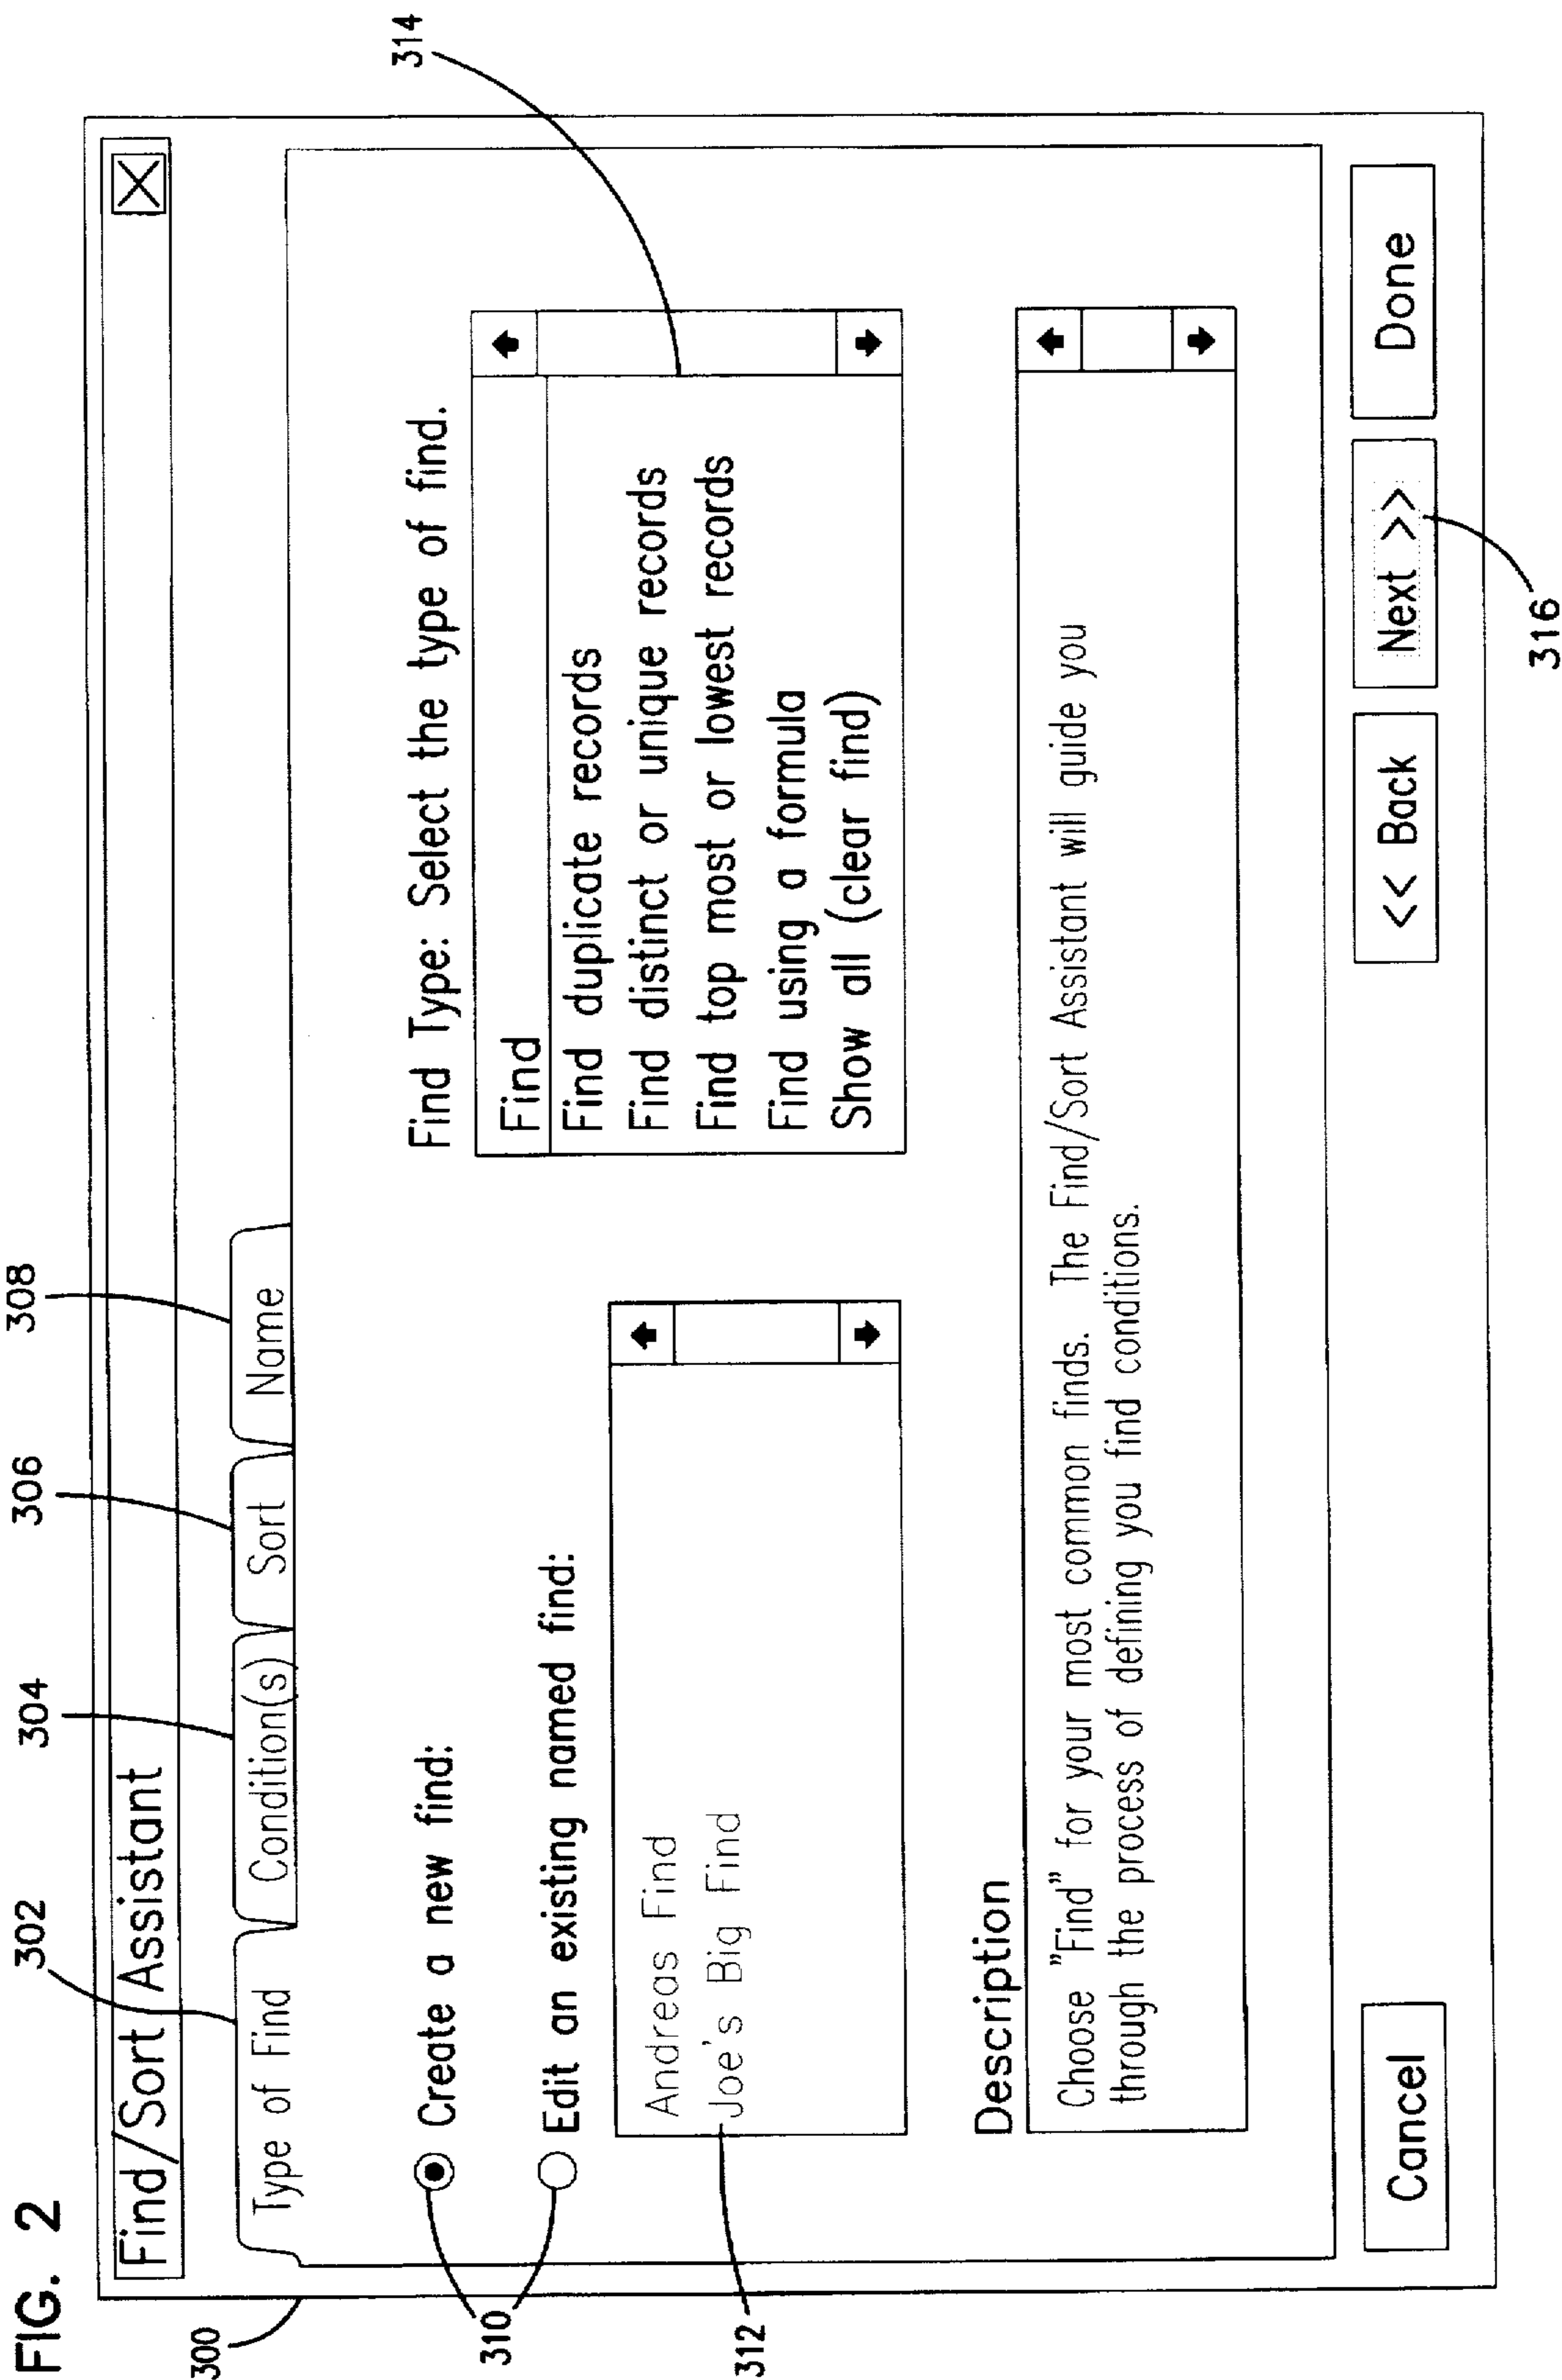 FIG. 2
302
304
306
308
314
300
Find/Sort Assistant
Type of Find
Condition(s)
Sort
Name
310
Create a new find:
Edit an existing named find:
312
Andreas Find
Joe's Big Find
Find Type: Select the type of find.
Find
Find duplicate records
Find distinct or unique records
Find top most or lowest records
Find using a formula
Show all (clear find)
Description
Choose "Find" for your most common finds. The Find/Sort Assistant will guide you
through the process of defining you find conditions.
Cancel
<< Back
Next >>
Done
316